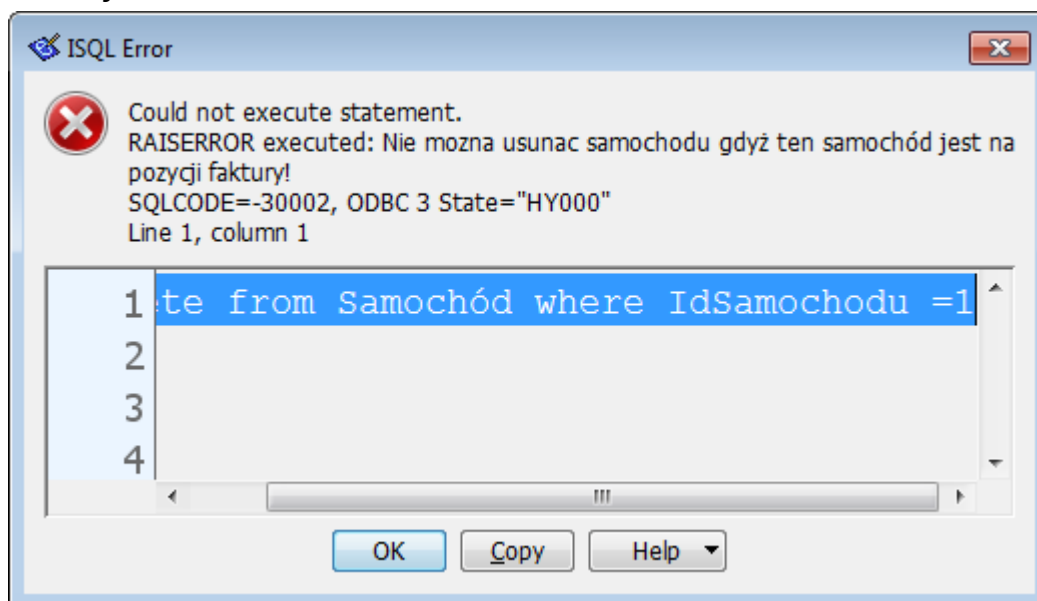 ISQL Error
Could not execute statement.
RAISERROR executed: Nie mozna usunac samochodu gdyż ten samochód jest na
pozycji faktury!
SQLCODE=-30002, ODBC 3 State="HY000"
Line 1, column 1
1 te from Samochód where IdSamochodu =1
2
3
4
OK Copy Help